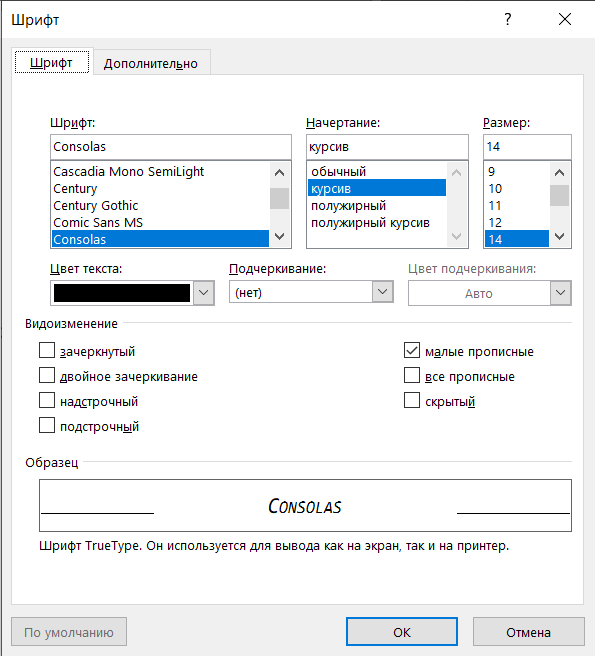 Шрифт
?
Шрифт
Дополнительно
Шрифт:
Начертание:
Размер:
Consolas
курсив
14
Cascadia Mono SemiLight
Century
Century Gothic
Comic Sans MS
Consolas
обычный
курсив
полужирный
полужирный курсив
9
10
11
12
14
Цвет текста:
Подчеркивание:
Цвет подчеркивания:
(нет)
Авто
Видоизменение
зачеркнутый
двойное зачеркивание
надстрочный
подстрочный
малые прописные
все прописные
скрытый
Образец
CONSOLAS
Шрифт TrueType. Он используется для вывода как на экран, так и на принтер.
По умолчанию
ОК
Отмена